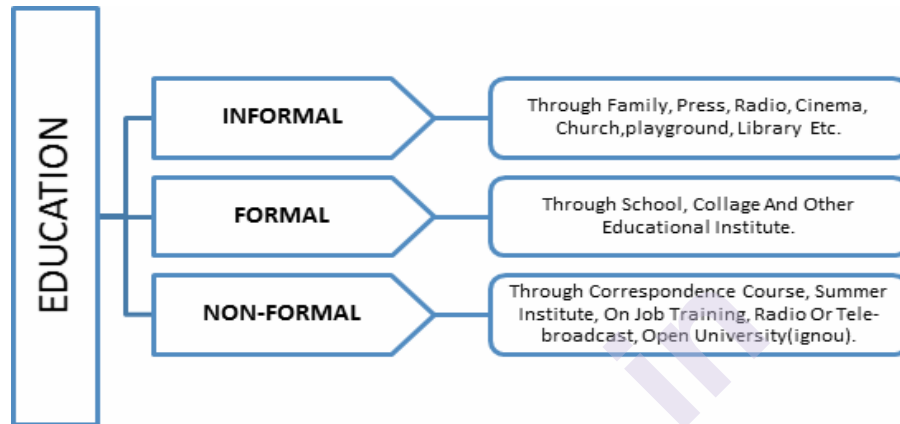 EDUCATION
INFORMAL
Through Family, Press, Radio, Cinema,
Church,playground, Library Etc.
FORMAL
Through School, Collage And Other
Educational Institute.
NON-FORMAL
Through Correspondence Course, Summer
Institute, On Job Training, Radio Or Tele-
broadcast, Open University(ignou).
in